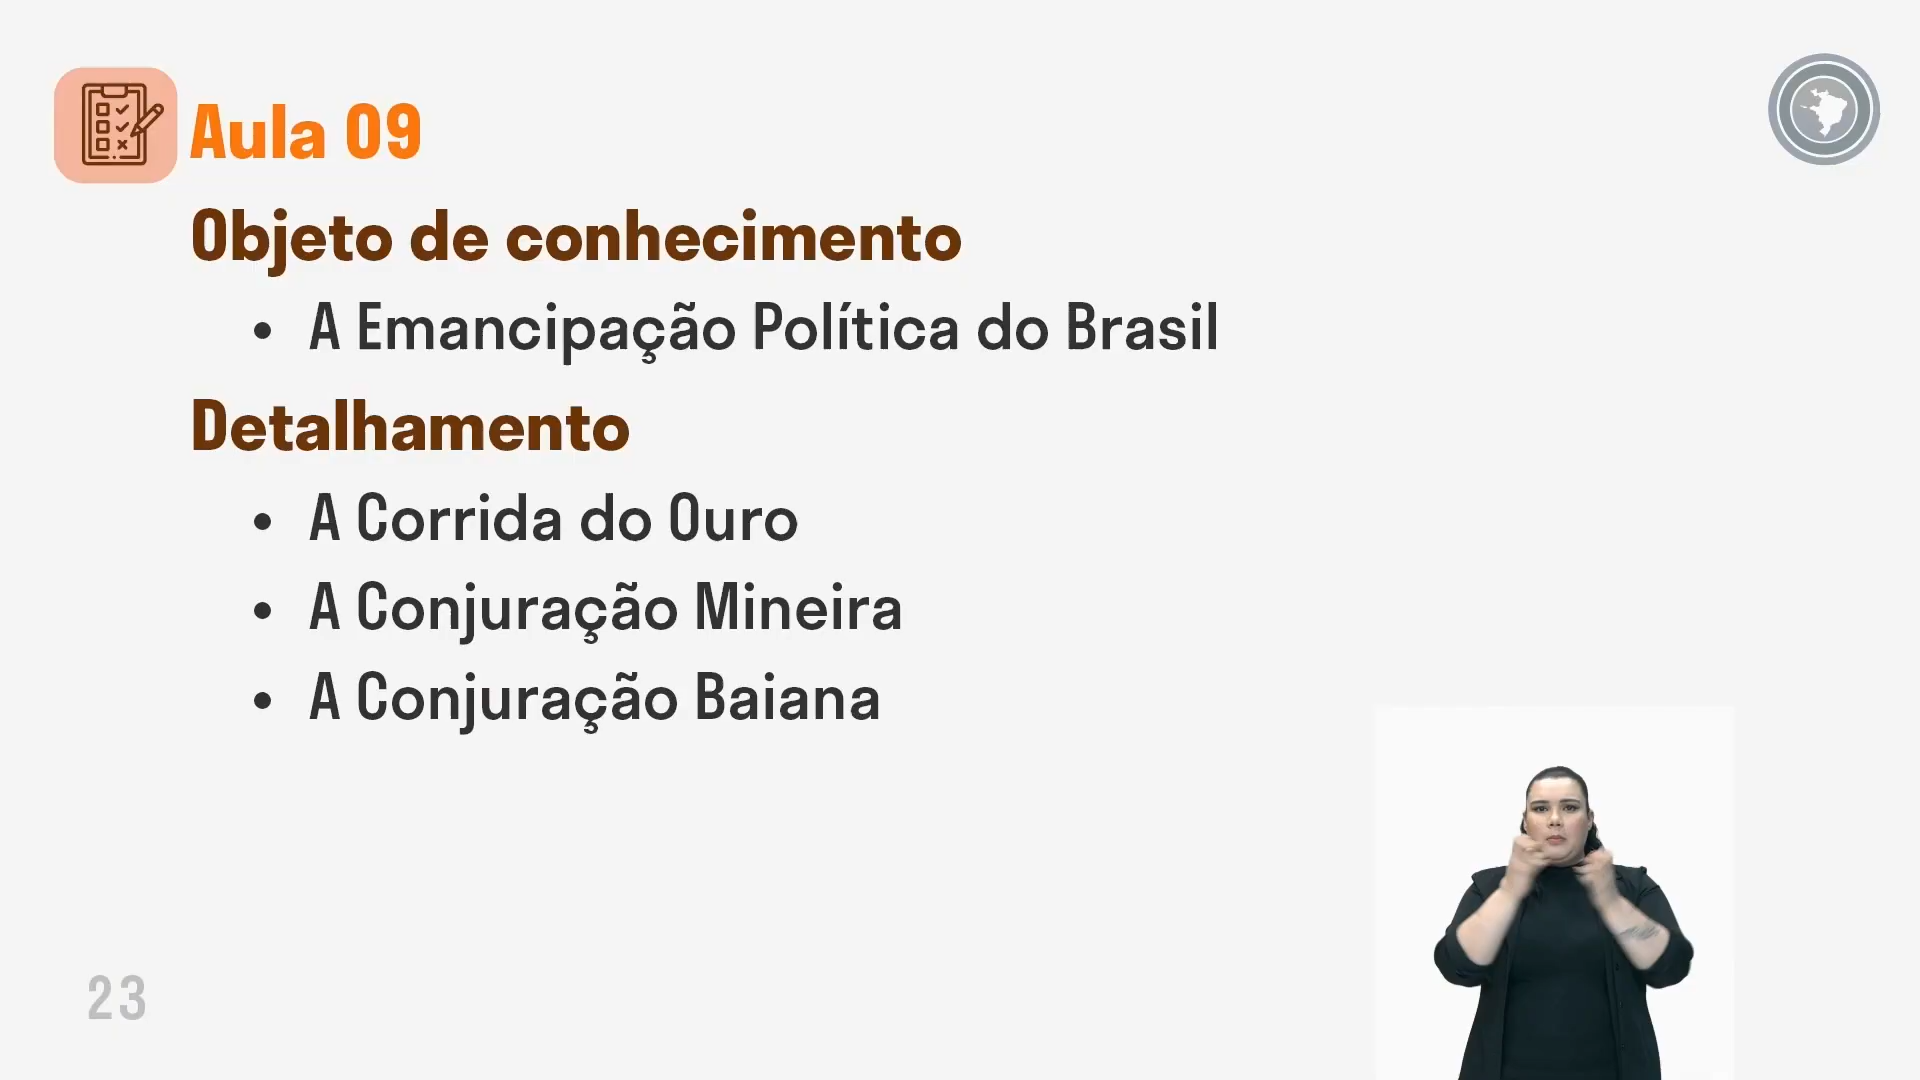 Aula 09
Objeto de conhecimento
• A Emancipação Política do Brasil
Detalhamento
• A Corrida do Ouro
• A Conjuração Mineira
• A Conjuração Baiana
23